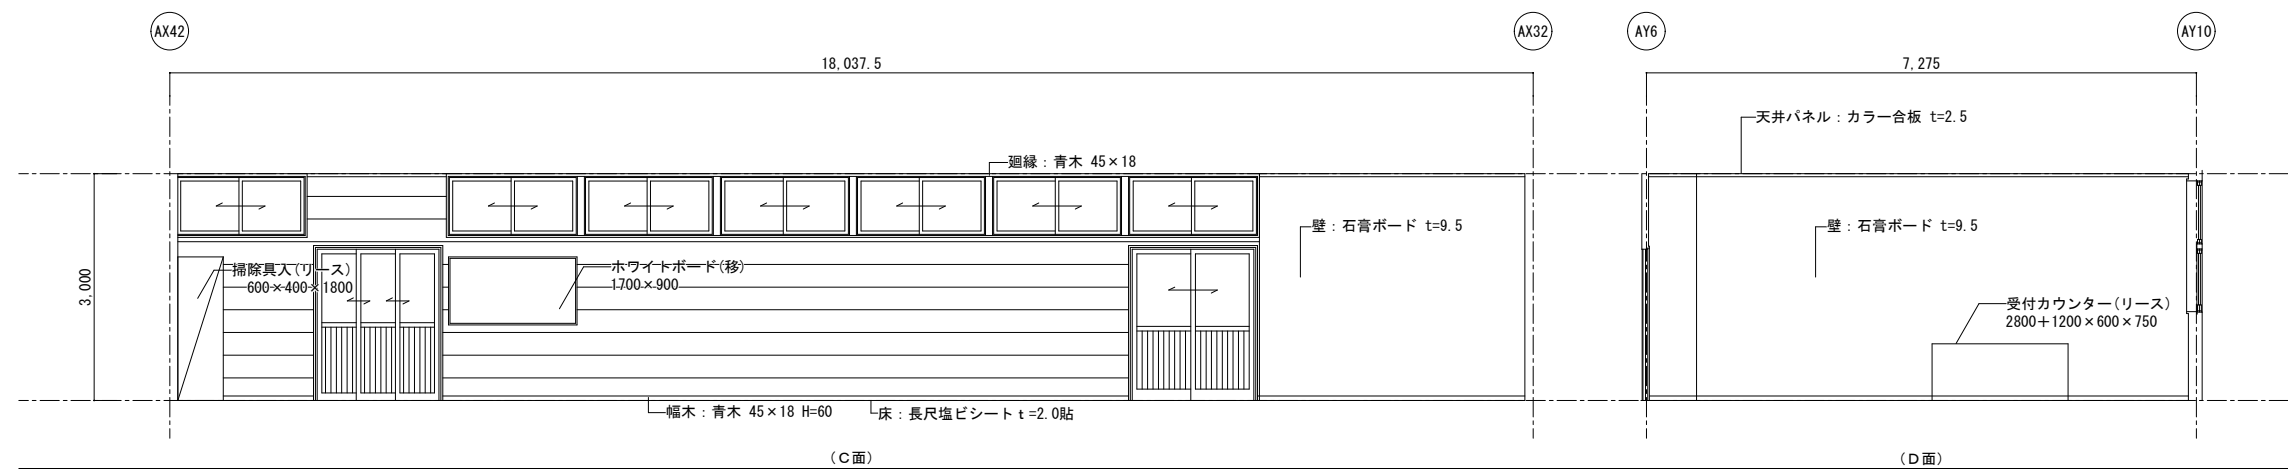 AX42
AX32
AY6
AY10
18,037.5
7,275
天井パネル：カラー合板 t=2.5
廻縁：青木 45×18
壁：石膏ボード t=9.5
壁：石膏ボード t=9.5
3,000
掃除具入(リース)
600×400×1800
ホワイトボード(移)
1700×900
受付カウンター(リース)
2800＋1200×600×750
幅木：青木 45×18 H=60
床：長尺塩ビシートｔ=2.0貼
（Ｃ面）
（Ｄ面）